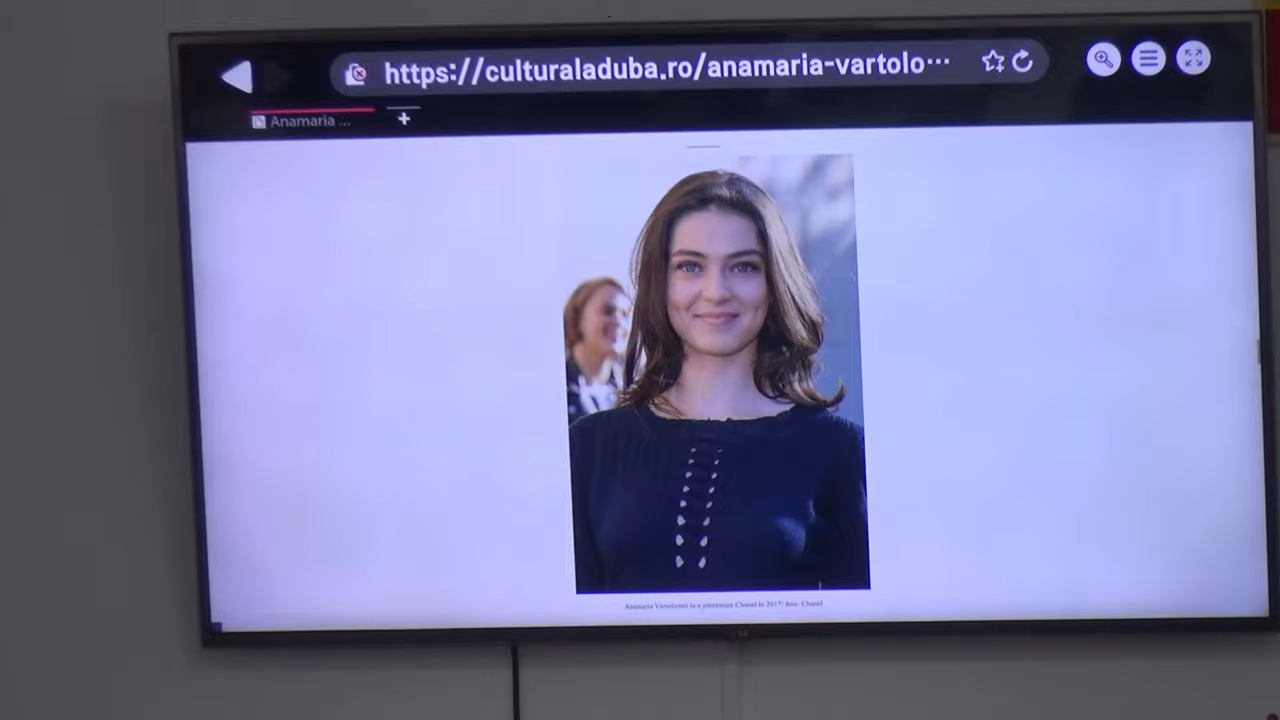 https://culturaladuba.ro/anamaria-vartolo...
Anamaria ...
Anamaria Vartolomei la o prezentare Chanel în 2017/ foto: Chanel